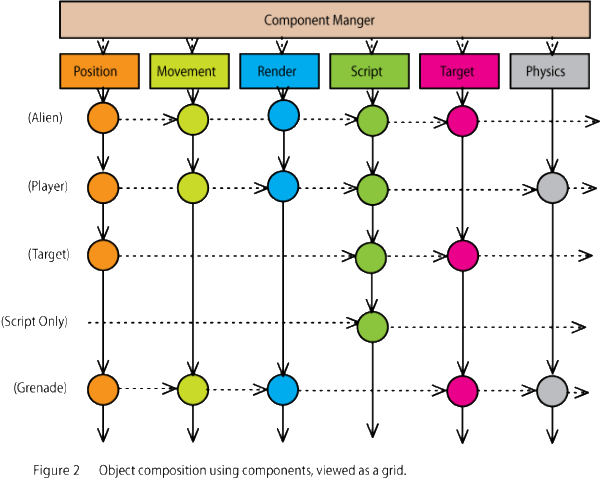 Component Manger
Position Movement Render Script Target Physics
(Alien)
(Player)
(Target)
(Script Only)
(Grenade)
Figure 2 Object composition using components, viewed as a grid.